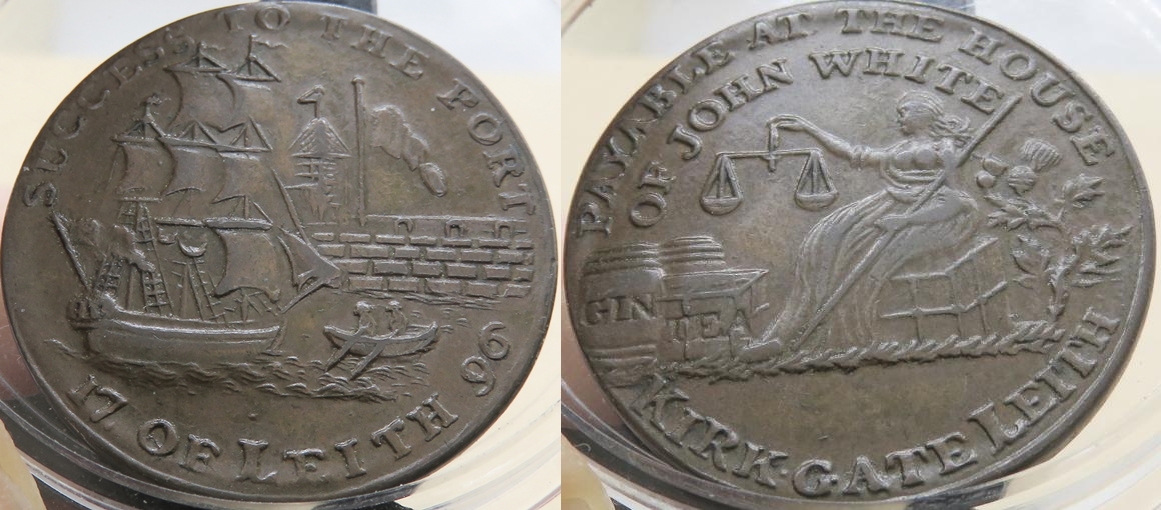 SUCCESS TO THE PORT
17 OF LEITH 96
PAYABLE AT THE HOUSE
OF JOHN WHITE
GIN
TEA
KIRK·GATE LEITH